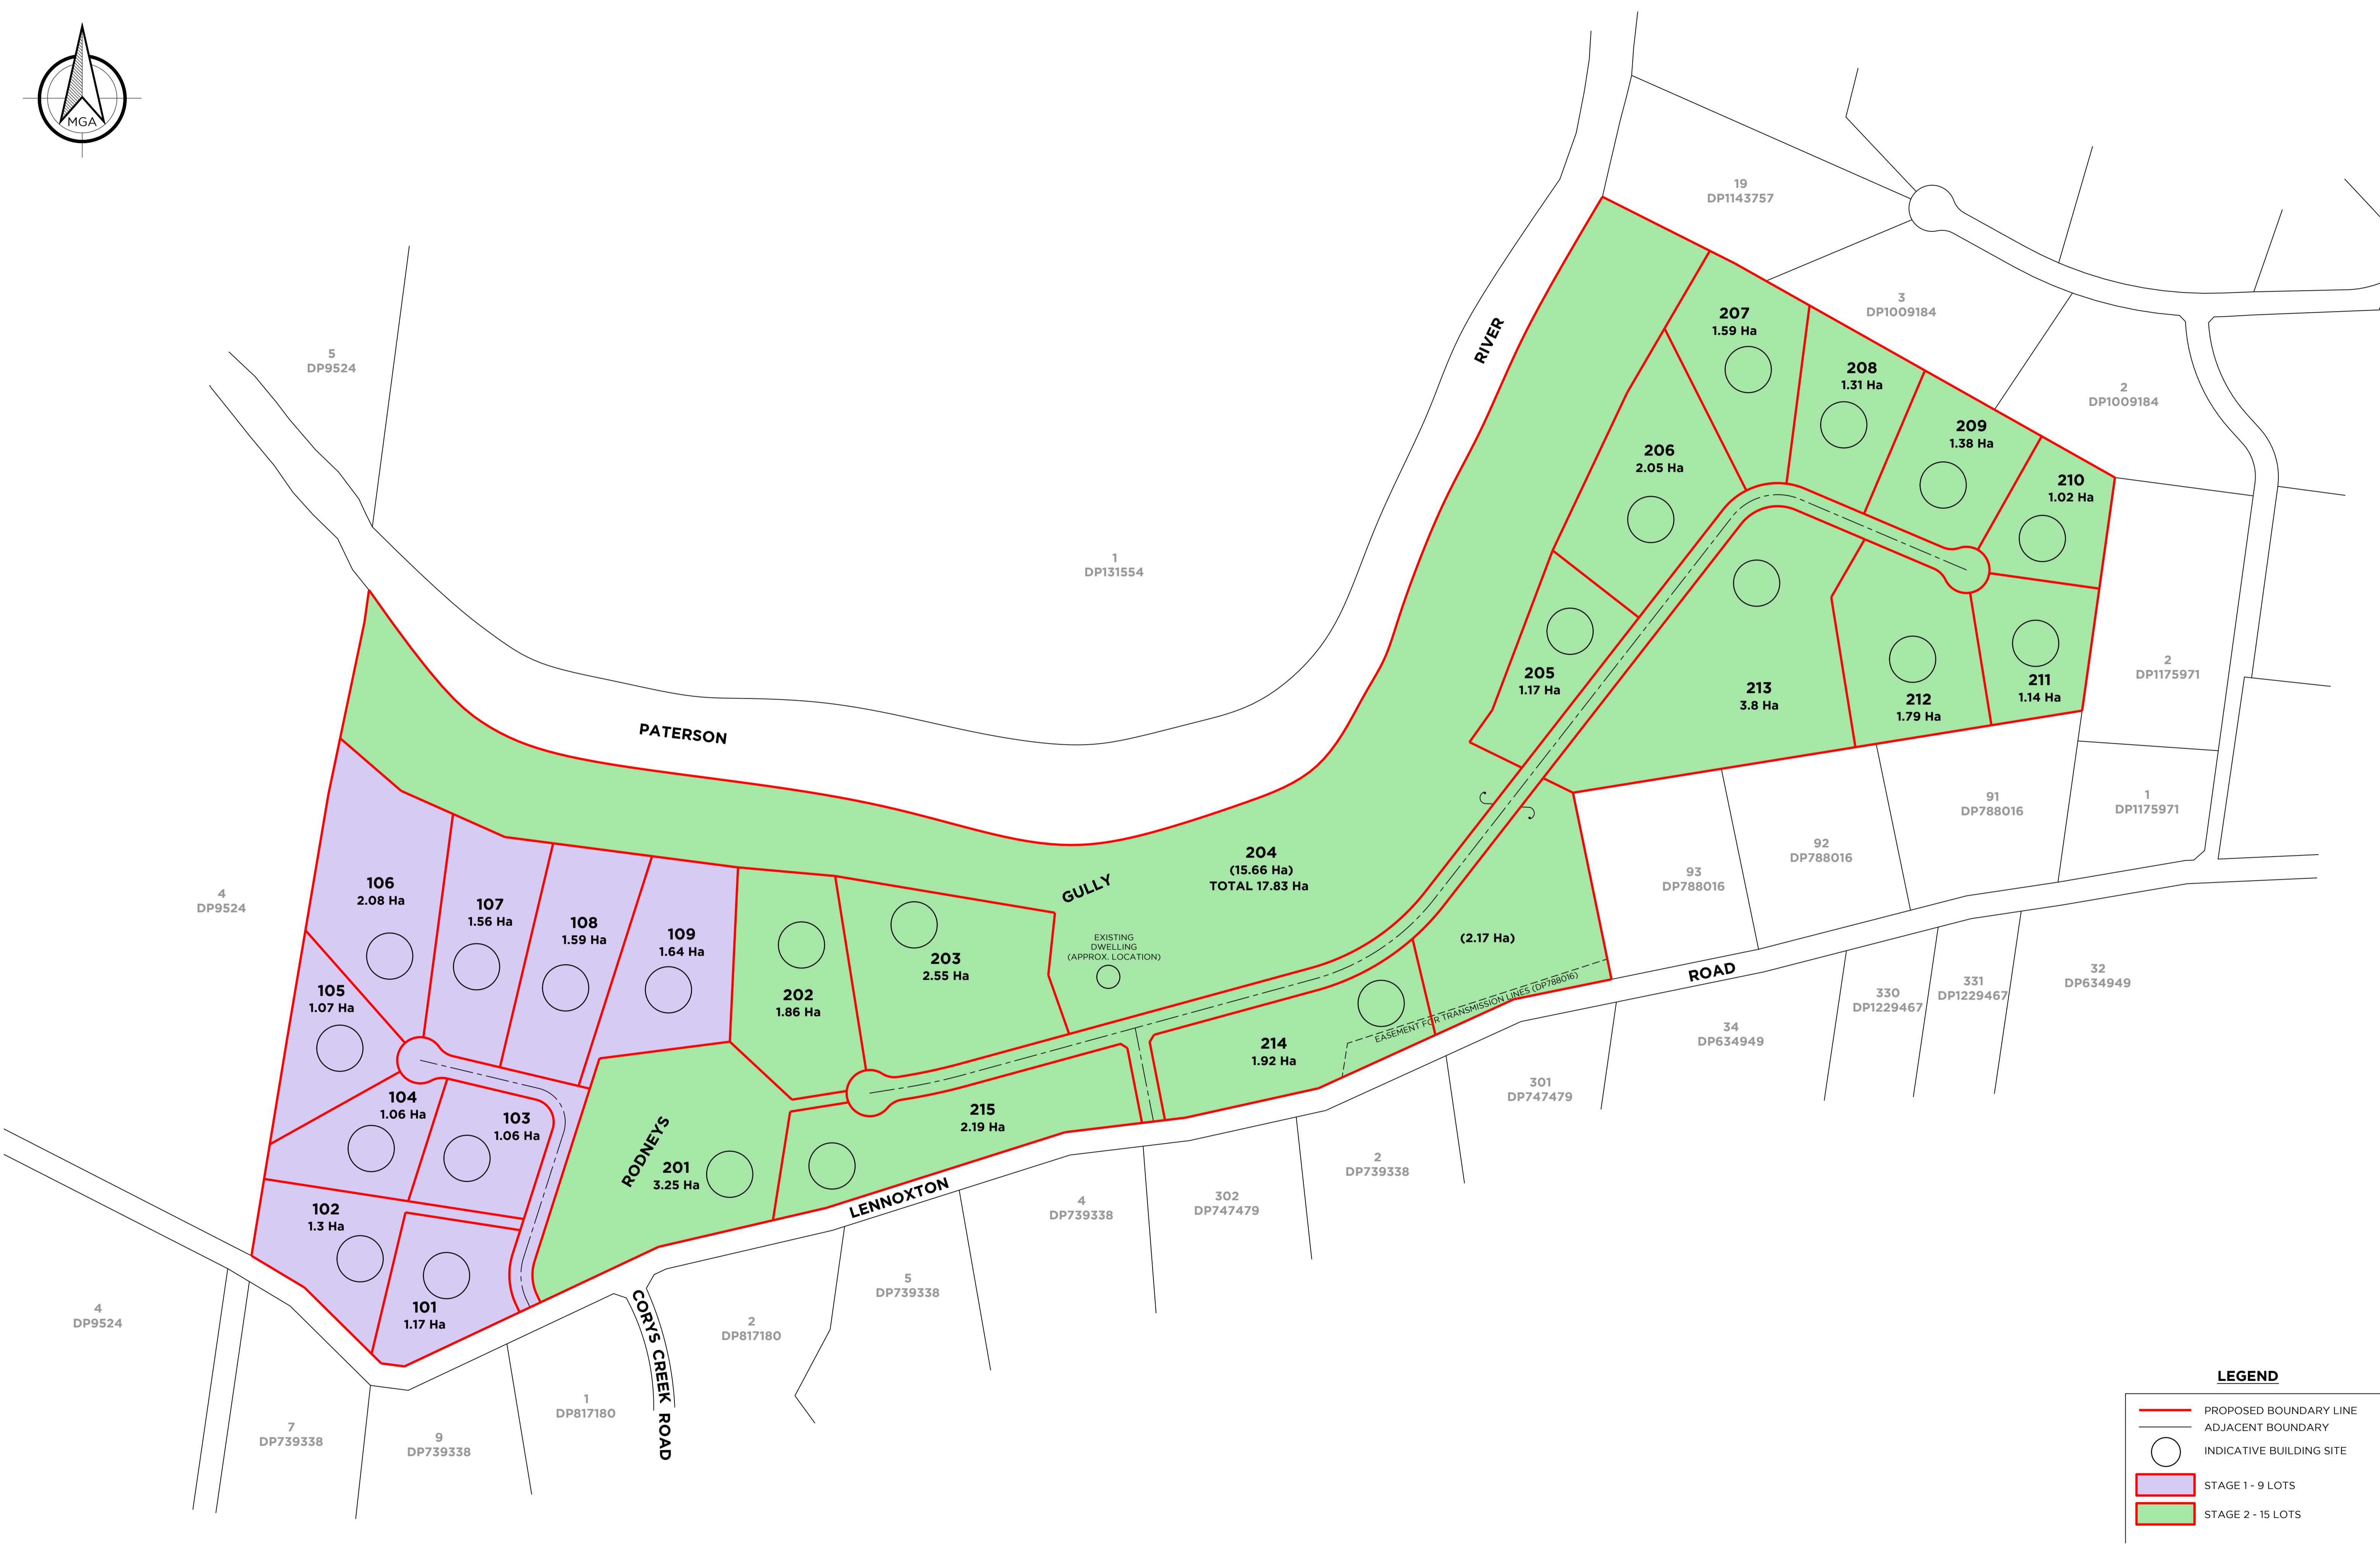 MGA
19
DP1143757
3
DP1009184
5
DP9524
RIVER
207
1.59 Ha
208
1.31 Ha
2
DP1009184
209
1.38 Ha
206
2.05 Ha
210
1.02 Ha
1
DP131554
205
1.17 Ha
213
3.8 Ha
212
1.79 Ha
211
1.14 Ha
2
DP1175971
PATERSON
91
DP788016
1
DP1175971
92
DP788016
93
DP788016
204
(15.66 Ha)
TOTAL 17.83 Ha
GULLY
4
DP9524
106
2.08 Ha
107
1.56 Ha
108
1.59 Ha
109
1.64 Ha
203
2.55 Ha
EXISTING
DWELLING
(APPROX. LOCATION)
(2.17 Ha)
ROAD
32
DP634949
331
DP1229467
330
DP1229467
105
1.07 Ha
202
1.86 Ha
EASEMENT FOR TRANSMISSION LINES (DP788016)
34
DP634949
214
1.92 Ha
301
DP747479
104
1.06 Ha
103
1.06 Ha
215
2.19 Ha
RODNEYS
201
3.25 Ha
2
DP739338
LENNOXTON
4
DP739338
302
DP747479
102
1.3 Ha
101
1.17 Ha
4
DP9524
5
DP739338
2
DP817180
CORYS CREEK ROAD
1
DP817180
7
DP739338
9
DP739338
LEGEND
PROPOSED BOUNDARY LINE
ADJACENT BOUNDARY
INDICATIVE BUILDING SITE
STAGE 1 - 9 LOTS
STAGE 2 - 15 LOTS